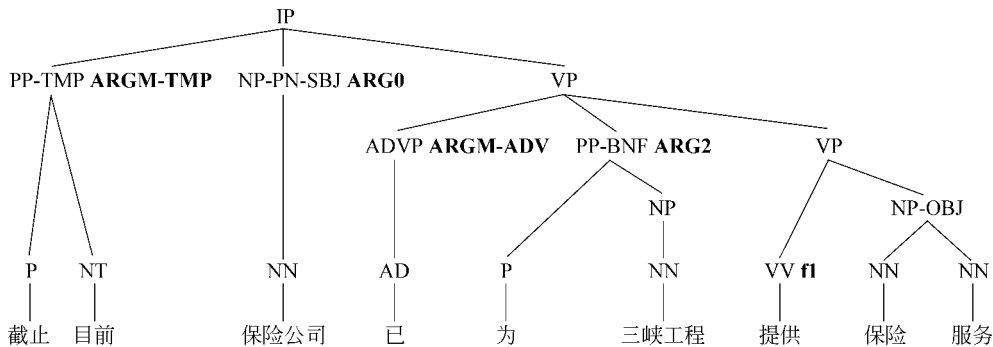 IP
PP-TMP ARGM-TMP NP-PN-SBJ ARG0 VP
ADVP ARGM-ADV PP-BNF ARG2 VP
NP NP-OBJ
P NT NN AD P NN VV f1 NN NN
截止 目前 保险公司 已 为 三峡工程 提供 保险 服务